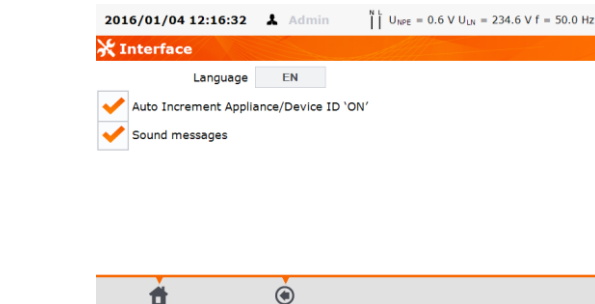 2016/01/04 12:16:32 Admin N L U_NPE = 0.6 V U_LN = 234.6 V f = 50.0 Hz
Interface
Language EN
Auto Increment Appliance/Device ID `ON'
Sound messages